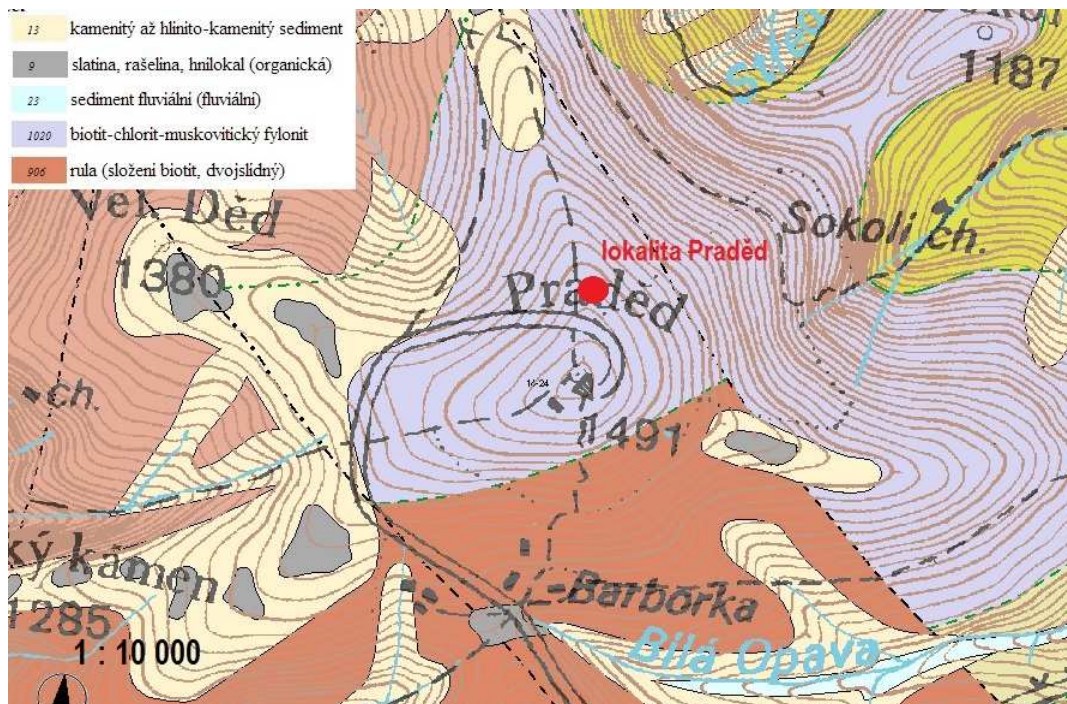 13 kamenitý až hlinito-kamenitý sediment
9 slatina, rašelina, hnilokal (organická)
23 sediment fluviální (fluviální)
1020 biotit-chlorit-muskovitický fylonit
906 rula (složení biotit, dvojslídný)
1187
Vel. Děd
1380
Sokolí ch.
lokalita Praděd
Praděd
ch.
1491
ký kámen
1285
Barborka
Bílá Opava
1 : 10 000